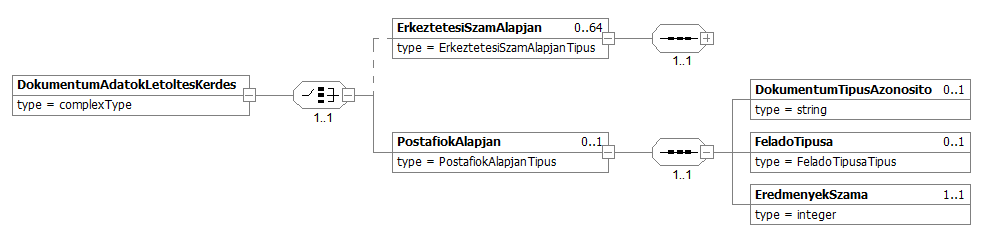 ErkeztetesiSzamAlapjan 0..64
type = ErkeztetesiSzamAlapjanTipus
1..1
DokumentumAdatokLetoltesKerdes
type = complexType
1..1
PostafiokAlapjan 0..1
type = PostafiokAlapjanTipus
1..1
DokumentumTipusAzonosito 0..1
type = string
FeladoTipusa 0..1
type = FeladoTipusaTipus
EredmenyekSzama 1..1
type = integer